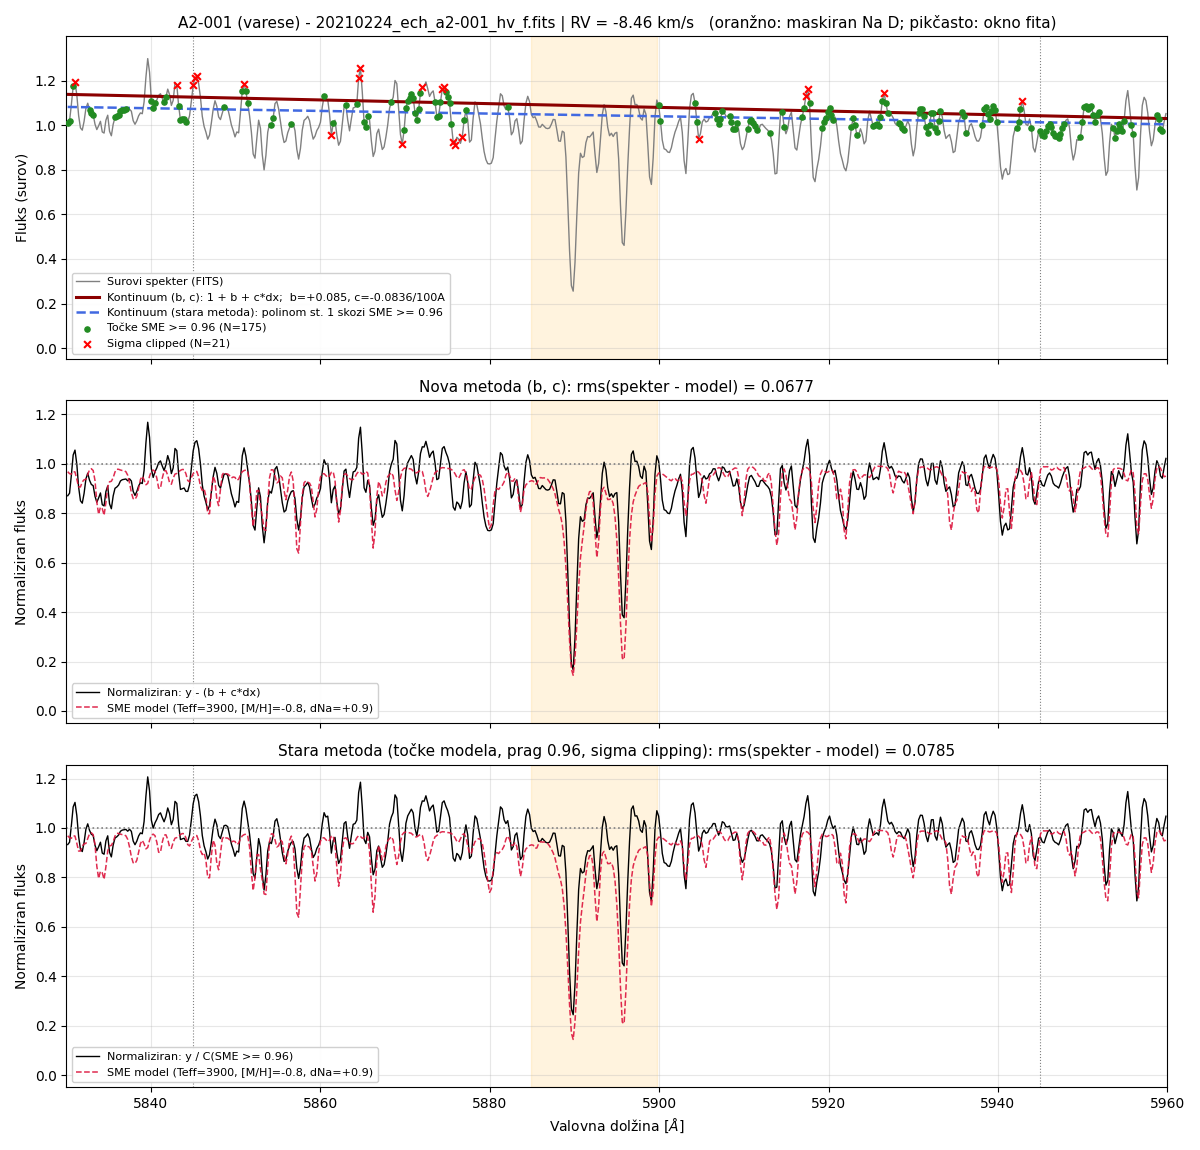 A2-001 (varese) - 20210224_ech_a2-001_hv_f.fits | RV = -8.46 km/s   (oranžno: maskiran Na D; pikčasto: okno fita)
Fluks (surov)
1.2
1.0
0.8
0.6
0.4
0.2
0.0
Surovi spekter (FITS)
Kontinuum (b, c): 1 + b + c*dx;  b=+0.085, c=-0.0836/100A
Kontinuum (stara metoda): polinom st. 1 skozi SME >= 0.96
Točke SME >= 0.96 (N=175)
Sigma clipped (N=21)
Nova metoda (b, c): rms(spekter - model) = 0.0677
Normaliziran fluks
1.2
1.0
0.8
0.6
0.4
0.2
0.0
Normaliziran: y - (b + c*dx)
SME model (Teff=3900, [M/H]=-0.8, dNa=+0.9)
Stara metoda (točke modela, prag 0.96, sigma clipping): rms(spekter - model) = 0.0785
Normaliziran fluks
1.2
1.0
0.8
0.6
0.4
0.2
0.0
Normaliziran: y / C(SME >= 0.96)
SME model (Teff=3900, [M/H]=-0.8, dNa=+0.9)
5840 5860 5880 5900 5920 5940 5960
Valovna dolžina [Å]